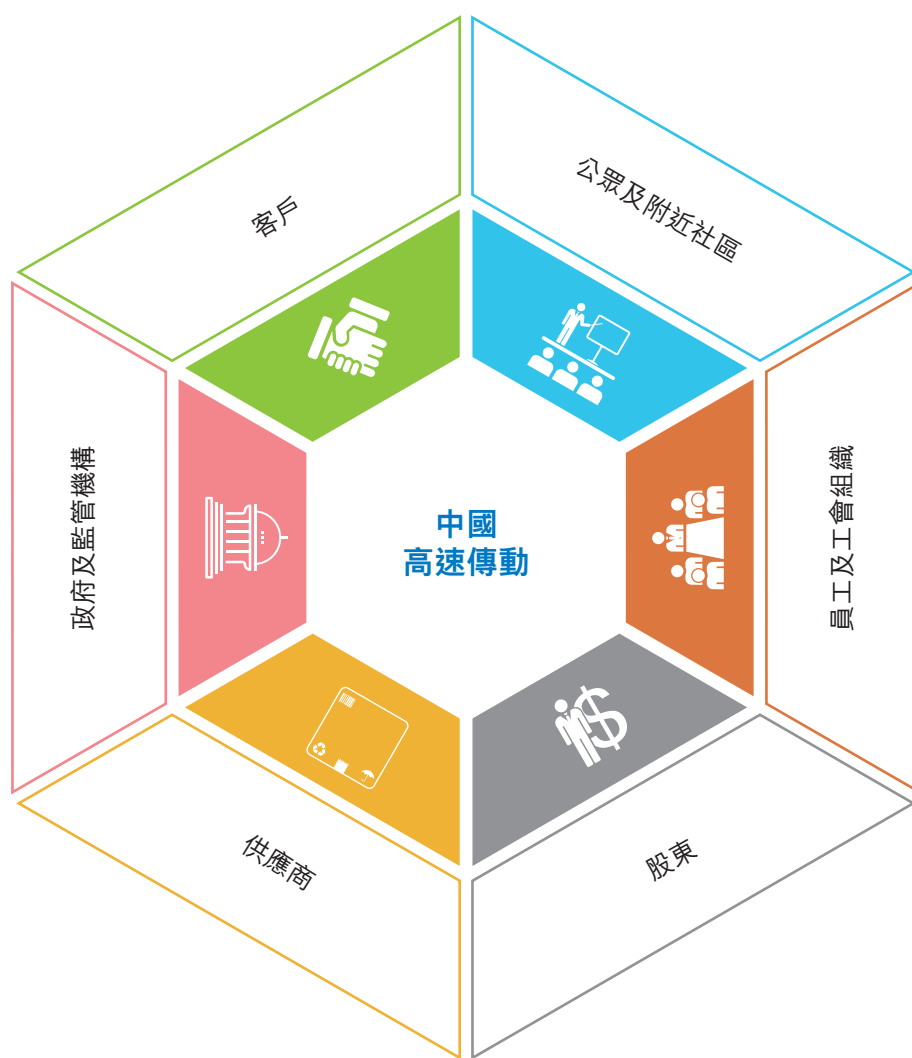 客戶
公眾及附近社區
政府及監管機構
中國
高速傳動
員工及工會組織
供應商
股東